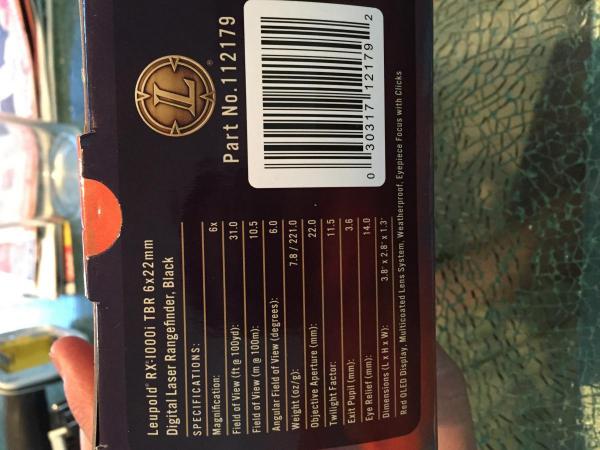 Leupold® RX-1000i TBR 6x22mm
Digital Laser Rangefinder, Black
SPECIFICATIONS:
Magnification: 6x
Field of View (ft @ 100yd): 31.0
Field of View (m @ 100m): 10.5
Angular Field of View (degrees): 6.0
Weight (oz/g): 7.8 / 221.0
Objective Aperture (mm): 22.0
Twilight Factor: 11.5
Exit Pupil (mm): 3.6
Eye Relief (mm): 14.0
Dimensions (L x H x W): 3.8" x 2.8" x 1.3"
Red OLED Display, Multicoated Lens System, Weatherproof, Eyepiece Focus with Clicks
L®
Part No. 112179
0 30317 12179 2